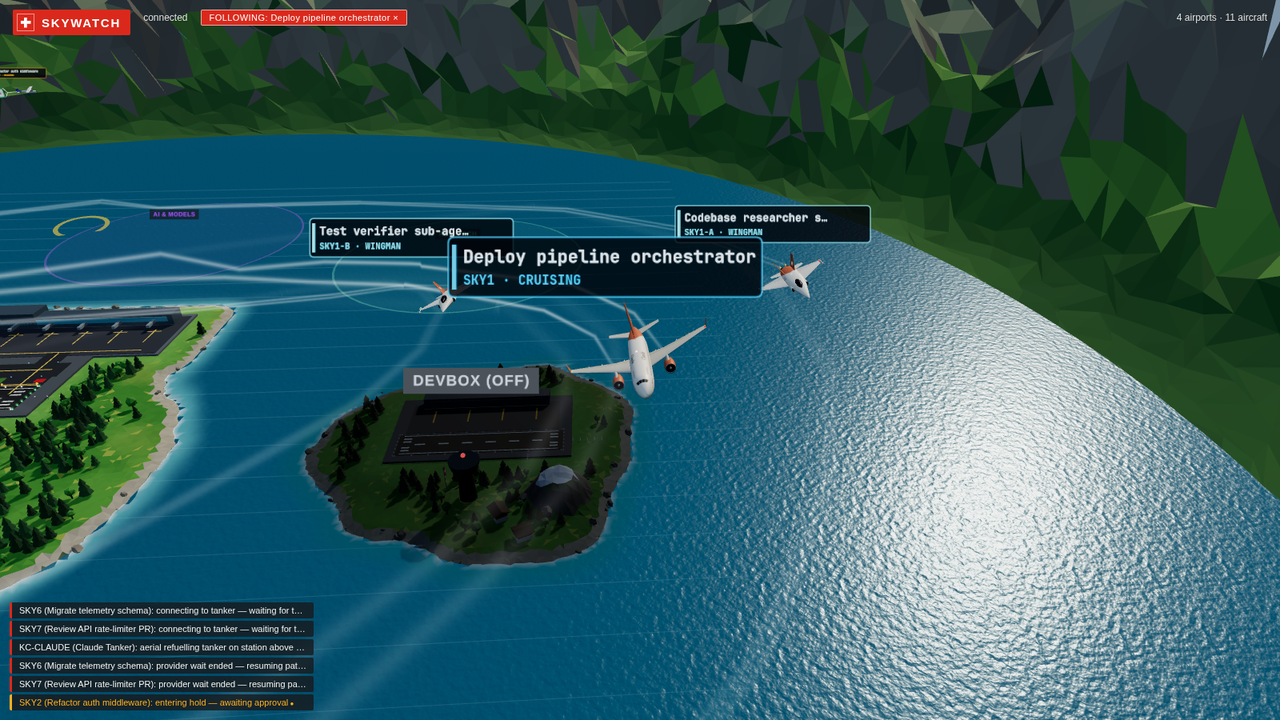 SKYWATCH
connected
FOLLOWING: Deploy pipeline orchestrator ×
4 airports · 11 aircraft
AI & MODELS
Test verifier sub-age…
SKY1-B · WINGMAN
Codebase researcher s…
SKY1-A · WINGMAN
Deploy pipeline orchestrator
SKY1 · CRUISING
DEVBOX (OFF)
SKY6 (Migrate telemetry schema): connecting to tanker — waiting for t…
SKY7 (Review API rate-limiter PR): connecting to tanker — waiting for t…
KC-CLAUDE (Claude Tanker): aerial refuelling tanker on station above …
SKY6 (Migrate telemetry schema): provider wait ended — resuming pat…
SKY7 (Review API rate-limiter PR): provider wait ended — resuming pa…
SKY2 (Refactor auth middleware): entering hold — awaiting approval